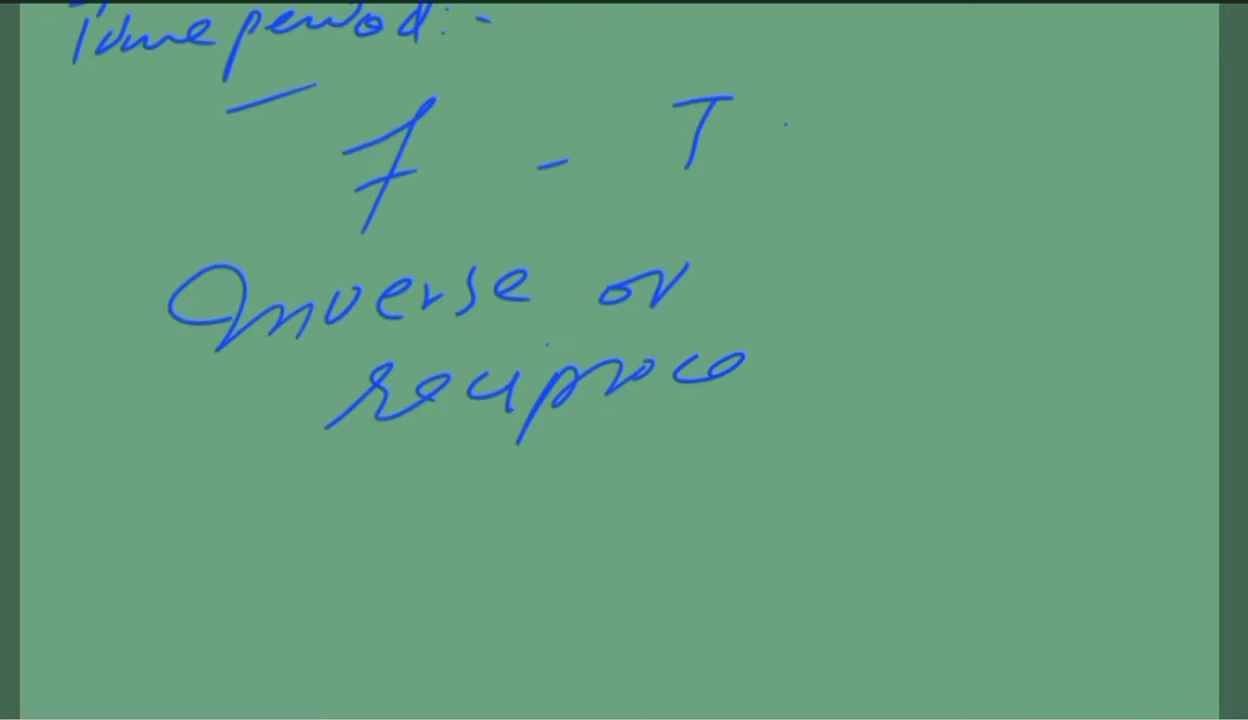 Time period:-
f - T
Inverse or
reciproca